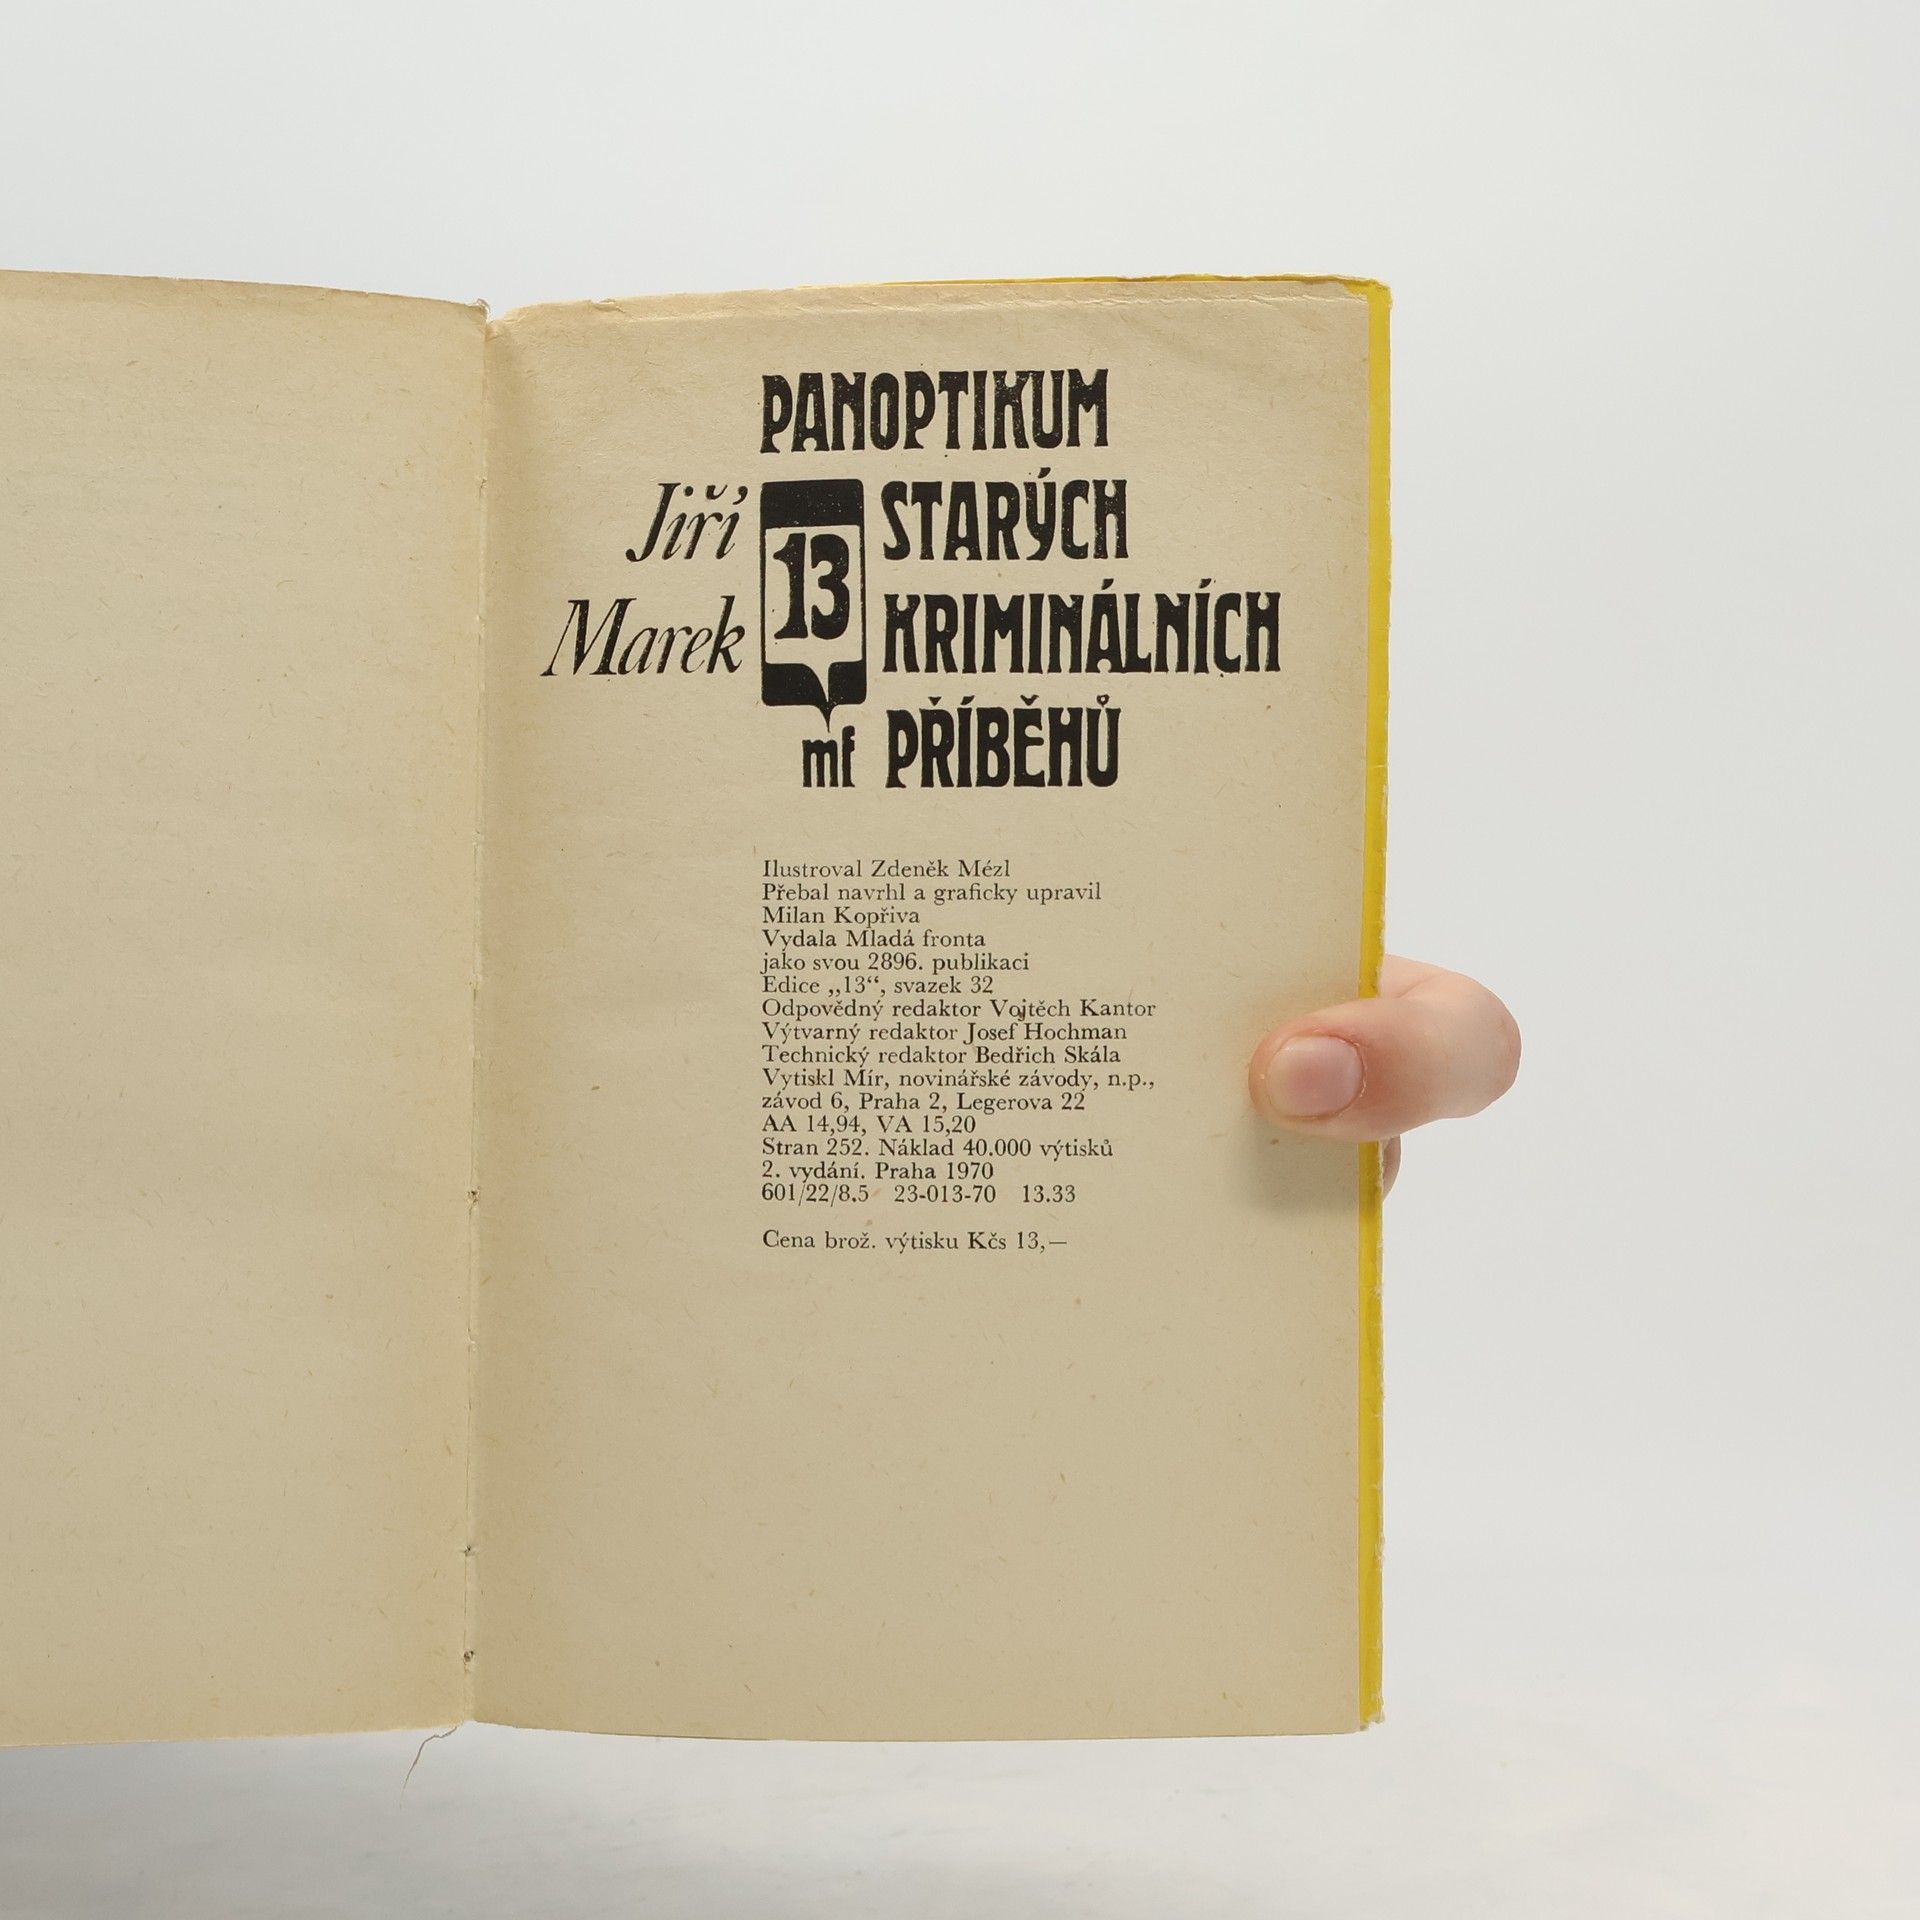 PANOPTIKUM
Jiří 13 STARÝCH
Marek KRIMINÁLNÍCH
mf PŘÍBĚHŮ
Ilustroval Zdeněk Mézl
Přebal navrhl a graficky upravil
Milan Kopřiva
Vydala Mladá fronta
jako svou 2896. publikaci
Edice „13“, svazek 32
Odpovědný redaktor Vojtěch Kantor
Výtvarný redaktor Josef Hochman
Technický redaktor Bedřich Skála
Vytiskl Mír, novinářské závody, n.p.,
závod 6, Praha 2, Legerova 22
AA 14,94, VA 15,20
Stran 252. Náklad 40.000 výtisků
2. vydání. Praha 1970
601/22/8.5 23-013-70 13.33
Cena brož. výtisku Kčs 13,—